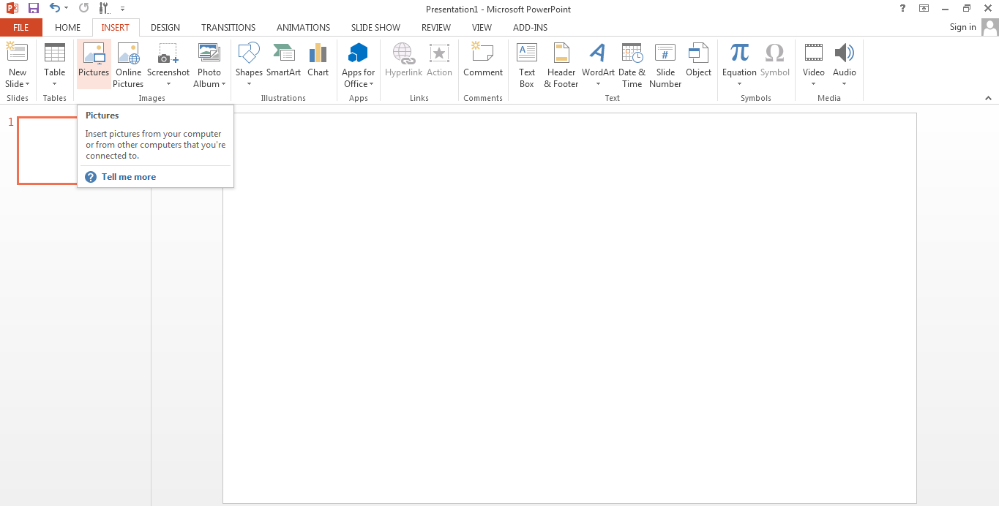 Presentation1 - Microsoft PowerPoint
?
FILE HOME INSERT DESIGN TRANSITIONS ANIMATIONS SLIDE SHOW REVIEW VIEW ADD-INS Sign in
New Slide
Table
Pictures
Online Pictures
Screenshot
Photo Album
Shapes
SmartArt
Chart
Apps for Office
Hyperlink
Action
Comment
Text Box
Header & Footer
WordArt
Date & Time
Slide Number
Object
Equation
Symbol
Video
Audio
Slides Tables Images Illustrations Apps Links Comments Text Symbols Media
1
Pictures
Insert pictures from your computer
or from other computers that you're
connected to.
? Tell me more